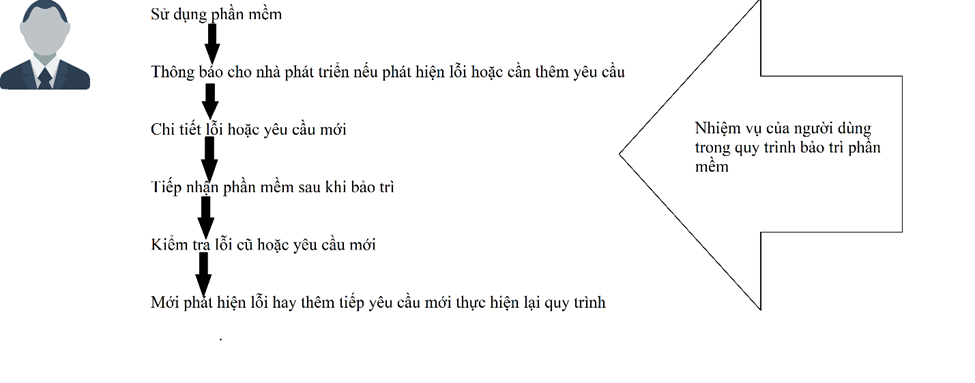 Sử dụng phần mềm
Thông báo cho nhà phát triển nếu phát hiện lỗi hoặc cần thêm yêu cầu
Chi tiết lỗi hoặc yêu cầu mới
Tiếp nhận phần mềm sau khi bảo trì
Kiểm tra lỗi cũ hoặc yêu cầu mới
Mới phát hiện lỗi hay thêm tiếp yêu cầu mới thực hiện lại quy trình
.
Nhiệm vụ của người dùng
trong quy trình bảo trì phần
mềm